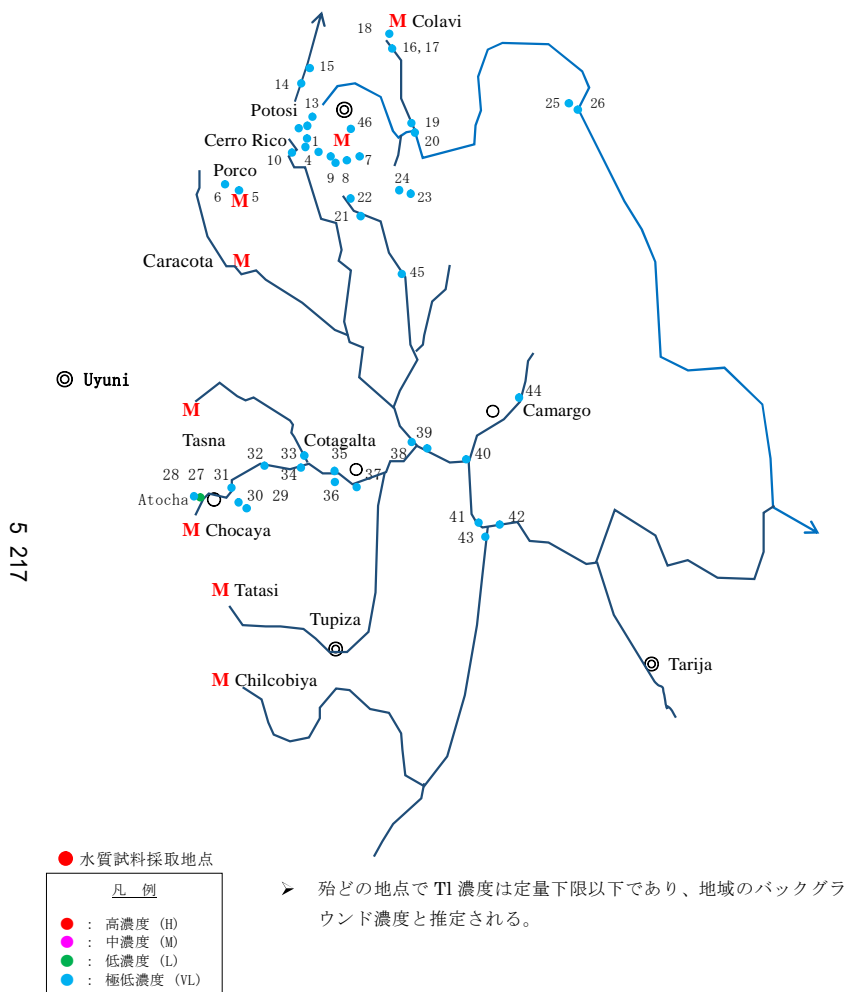 18 M Colavi
16,17
15
14
13
Potosi
46
25 26
19
Cerro Rico 1 M
20
10 4 7
9 8
Porco
24
6 5
M
22 23
21
Caracota M
45
Uyuni
44
M
Camargo
Tasna Cotagalta 39
32 33 35 38
40
28 27 31 34 37
Atocha 30 29 36
41 42
M Chocaya
43
M Tatasi
Tupiza
Tarija
M Chilcobiya
5 217
水質試料採取地点
凡 例
: 高濃度 (H)
: 中濃度 (M)
: 低濃度 (L)
: 極低濃度 (VL)
➢ 殆どの地点で Tl 濃度は定量下限以下であり、地域のバックグラ
ウンド濃度と推定される。